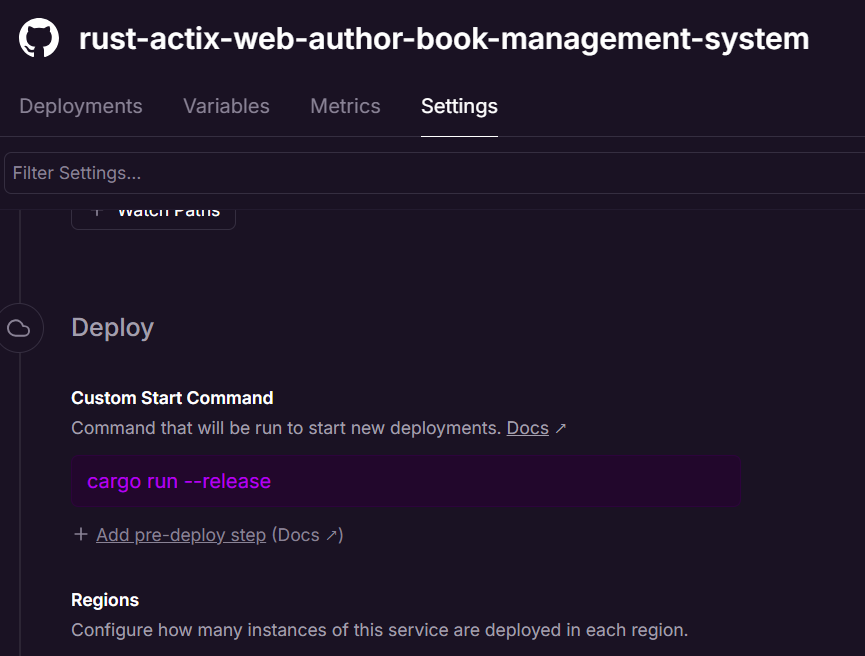 rust-actix-web-author-book-management-system
Deployments Variables Metrics Settings
Filter Settings...
+ Watch Paths
Deploy
Custom Start Command
Command that will be run to start new deployments. Docs ↗
cargo run --release
+ Add pre-deploy step (Docs ↗)
Regions
Configure how many instances of this service are deployed in each region.